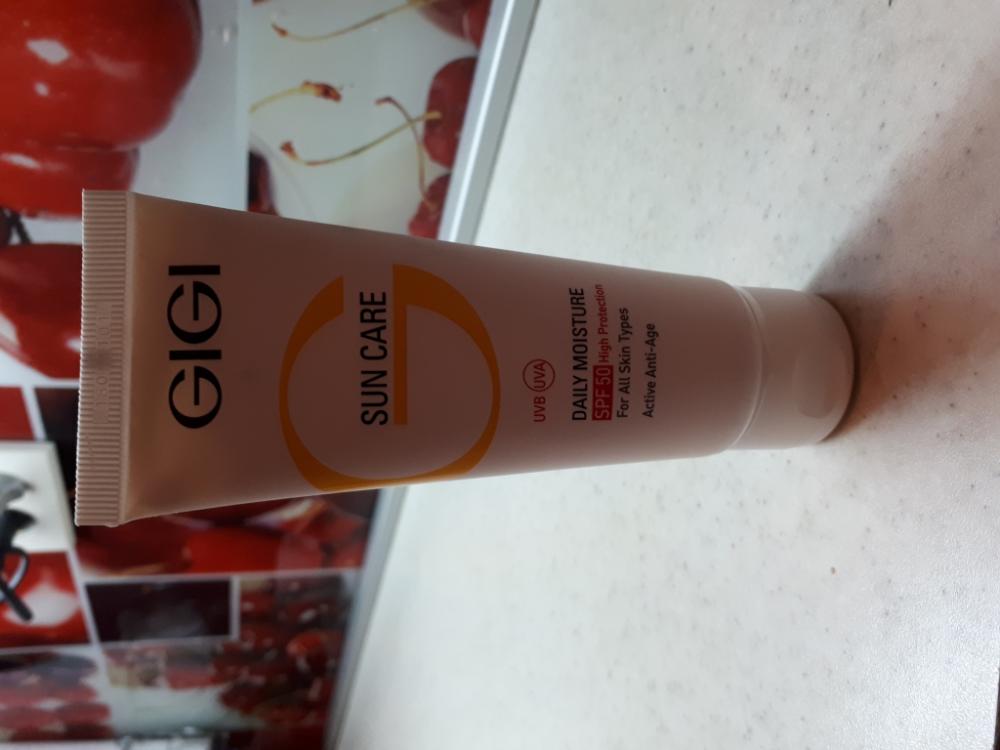 GIGI
SUN CARE
UVB UVA
DAILY MOISTURE
SPF 50 High Protection
For All Skin Types
Active Anti-Age